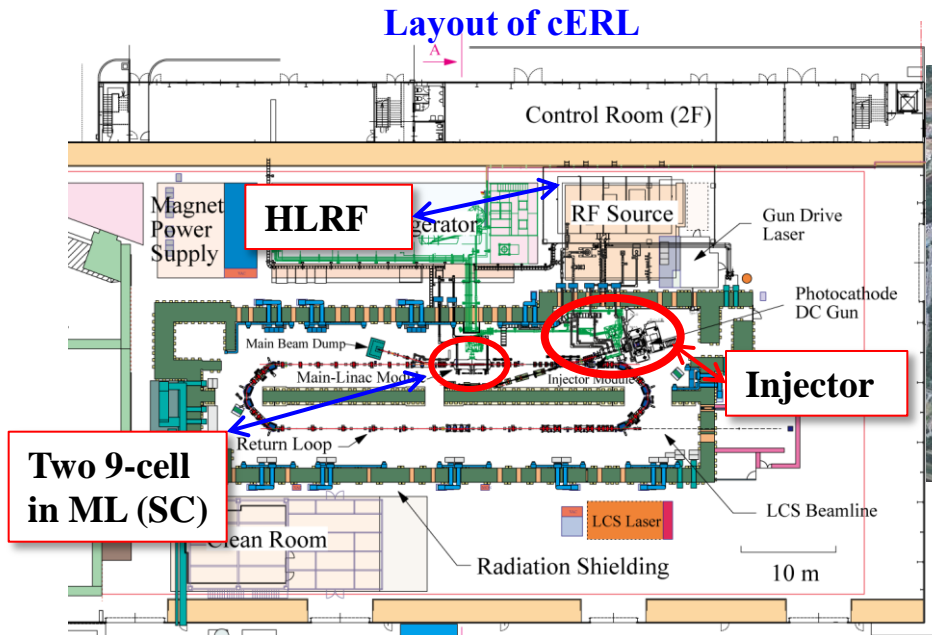 Layout of cERL
A
Control Room (2F)
Magnet
Power
Supply
HLRF
gerator
RF Source
Gun Drive
Laser
Photocathode
DC Gun
Main Beam Dump
Main-Linac Modu
Injector Module
Injector
Return Loop
Two 9-cell
in ML (SC)
LCS Laser
LCS Beamline
Clean Room
Radiation Shielding
10 m